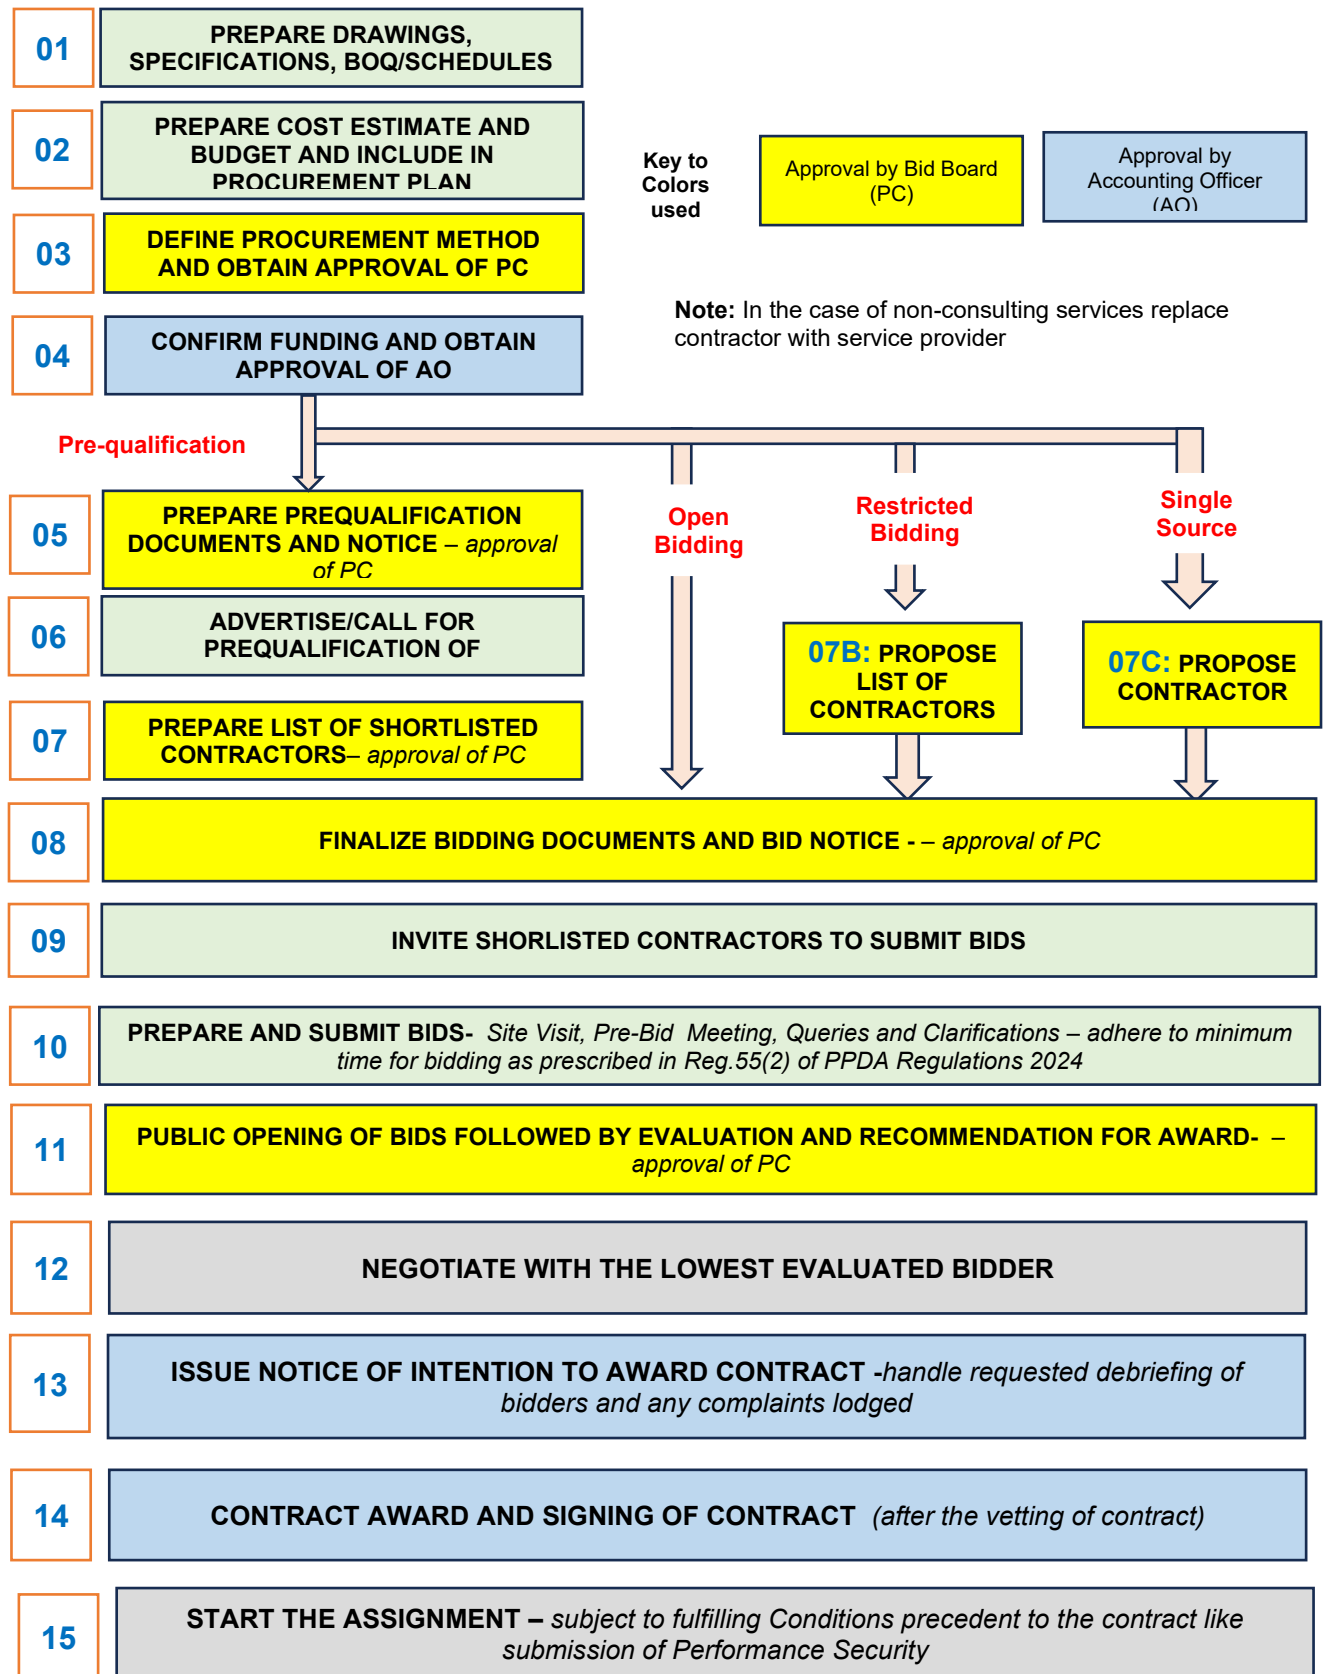 01
PREPARE DRAWINGS,
SPECIFICATIONS, BOQ/SCHEDULES
02
PREPARE COST ESTIMATE AND
BUDGET AND INCLUDE IN
PROCUREMENT PLAN
Key to
Colors
used
Approval by Bid Board
(PC)
Approval by
Accounting Officer
(AO)
03
DEFINE PROCUREMENT METHOD
AND OBTAIN APPROVAL OF PC
Note: In the case of non-consulting services replace
contractor with service provider
04
CONFIRM FUNDING AND OBTAIN
APPROVAL OF AO
Pre-qualification
05
PREPARE PREQUALIFICATION
DOCUMENTS AND NOTICE – approval
of PC
Open
Bidding
Restricted
Bidding
Single
Source
06
ADVERTISE/CALL FOR
PREQUALIFICATION OF
07B: PROPOSE
LIST OF
CONTRACTORS
07C: PROPOSE
CONTRACTOR
07
PREPARE LIST OF SHORTLISTED
CONTRACTORS– approval of PC
08
FINALIZE BIDDING DOCUMENTS AND BID NOTICE - – approval of PC
09
INVITE SHORLISTED CONTRACTORS TO SUBMIT BIDS
10
PREPARE AND SUBMIT BIDS- Site Visit, Pre-Bid Meeting, Queries and Clarifications – adhere to minimum
time for bidding as prescribed in Reg.55(2) of PPDA Regulations 2024
11
PUBLIC OPENING OF BIDS FOLLOWED BY EVALUATION AND RECOMMENDATION FOR AWARD- –
approval of PC
12
NEGOTIATE WITH THE LOWEST EVALUATED BIDDER
13
ISSUE NOTICE OF INTENTION TO AWARD CONTRACT -handle requested debriefing of
bidders and any complaints lodged
14
CONTRACT AWARD AND SIGNING OF CONTRACT (after the vetting of contract)
15
START THE ASSIGNMENT – subject to fulfilling Conditions precedent to the contract like
submission of Performance Security